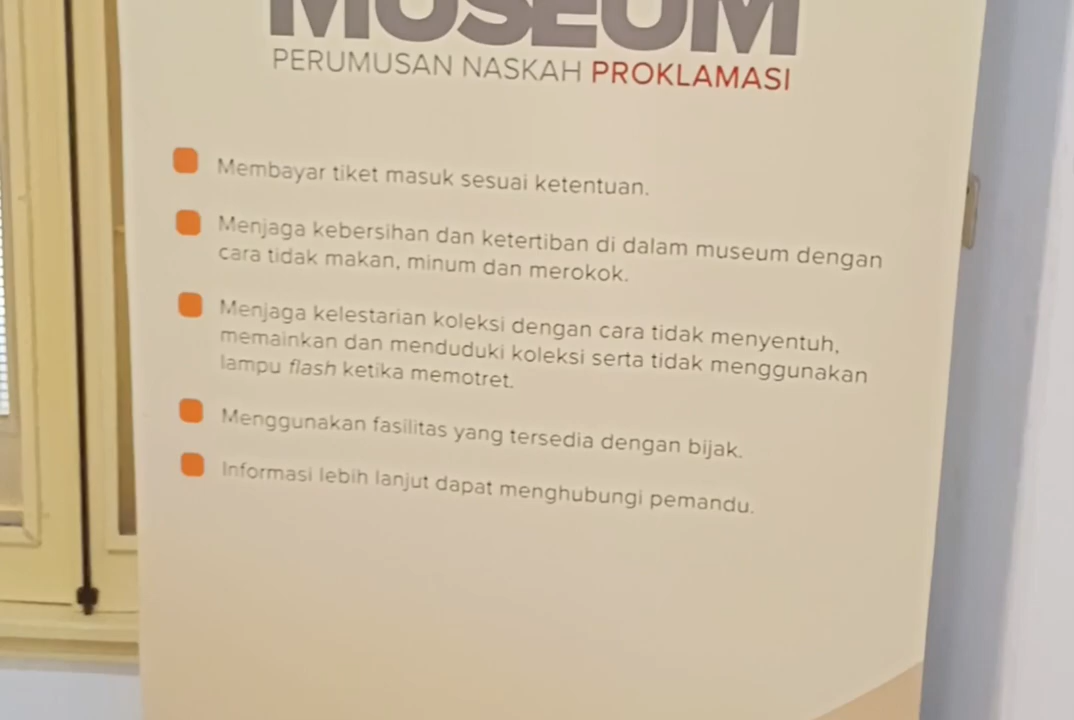 MUSEUM
PERUMUSAN NASKAH PROKLAMASI
Membayar tiket masuk sesuai ketentuan.
Menjaga kebersihan dan ketertiban di dalam museum dengan
cara tidak makan, minum dan merokok.
Menjaga kelestarian koleksi dengan cara tidak menyentuh,
memainkan dan menduduki koleksi serta tidak menggunakan
lampu flash ketika memotret.
Menggunakan fasilitas yang tersedia dengan bijak.
Informasi lebih lanjut dapat menghubungi pemandu.